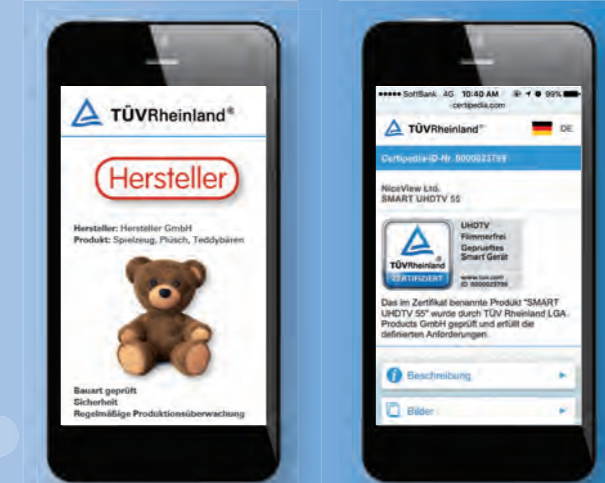 TÜVRheinland®
Hersteller
Hersteller: Hersteller GmbH
Produkt: Spielzeug, Plüsch, Teddybären
Bauart geprüft
Sicherheit
Regelmäßige Produktionsüberwachung
SoftBank 4G 10:40 AM 99%
certipedia.com
TÜVRheinland®
DE
Certipedia-ID-Nr. 0000023799
NiceView Ltd.
SMART UHDTV 55
TÜVRheinland®
ZERTIFIZIERT
UHDTV
Flimmerfrei
Geprueftes
Smart Gerät
www.tuv.com
ID 0000023799
Das im Zertifikat benannte Produkt "SMART
UHDTV 55" wurde durch TÜV Rheinland LGA
Products GmbH geprüft und erfüllt die
definierten Anforderungen.
Beschreibung
Bilder